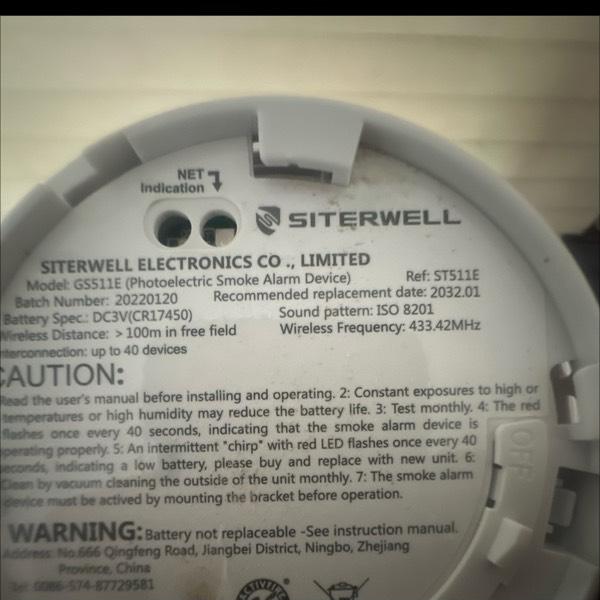 NET
Indication
SITERWELL
SITERWELL ELECTRONICS CO ., LIMITED
Model: GS511E (Photoelectric Smoke Alarm Device) Ref: ST511E
Batch Number: 20220120 Recommended replacement date: 2032.01
Battery Spec.: DC3V(CR17450) Sound pattern: ISO 8201
Wireless Distance: >100m in free field Wireless Frequency: 433.42MHz
nterconnection: up to 40 devices
CAUTION:
Read the user's manual before installing and operating. 2: Constant exposures to high or
temperatures or high humidity may reduce the battery life. 3: Test monthly. 4: The red
flashes once every 40 seconds, indicating that the smoke alarm device is
operating properly. 5: An intermittent "chirp" with red LED flashes once every 40
seconds, indicating a low battery, please buy and replace with new unit. 6:
Clean by vacuum cleaning the outside of the unit monthly. 7: The smoke alarm
device must be actived by mounting the bracket before operation.
OFF
WARNING: Battery not replaceable -See instruction manual.
Address: No.666 Qingfeng Road, Jiangbei District, Ningbo, Zhejiang
Province, China
Tel: 0086-574-87729581